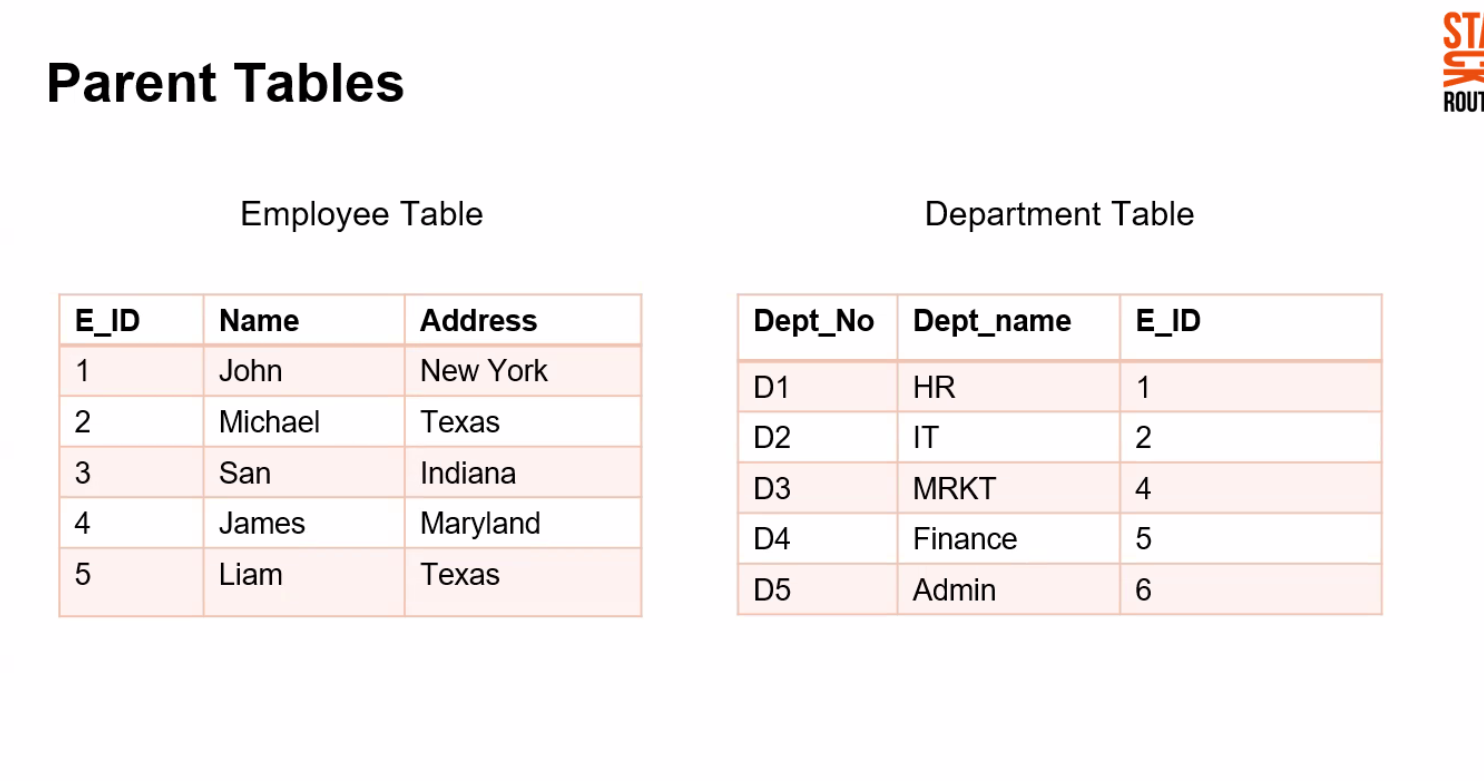 Parent Tables
Employee Table
E_ID Name Address
1 John New York
2 Michael Texas
3 San Indiana
4 James Maryland
5 Liam Texas
Department Table
Dept_No Dept_name E_ID
D1 HR 1
D2 IT 2
D3 MRKT 4
D4 Finance 5
D5 Admin 6